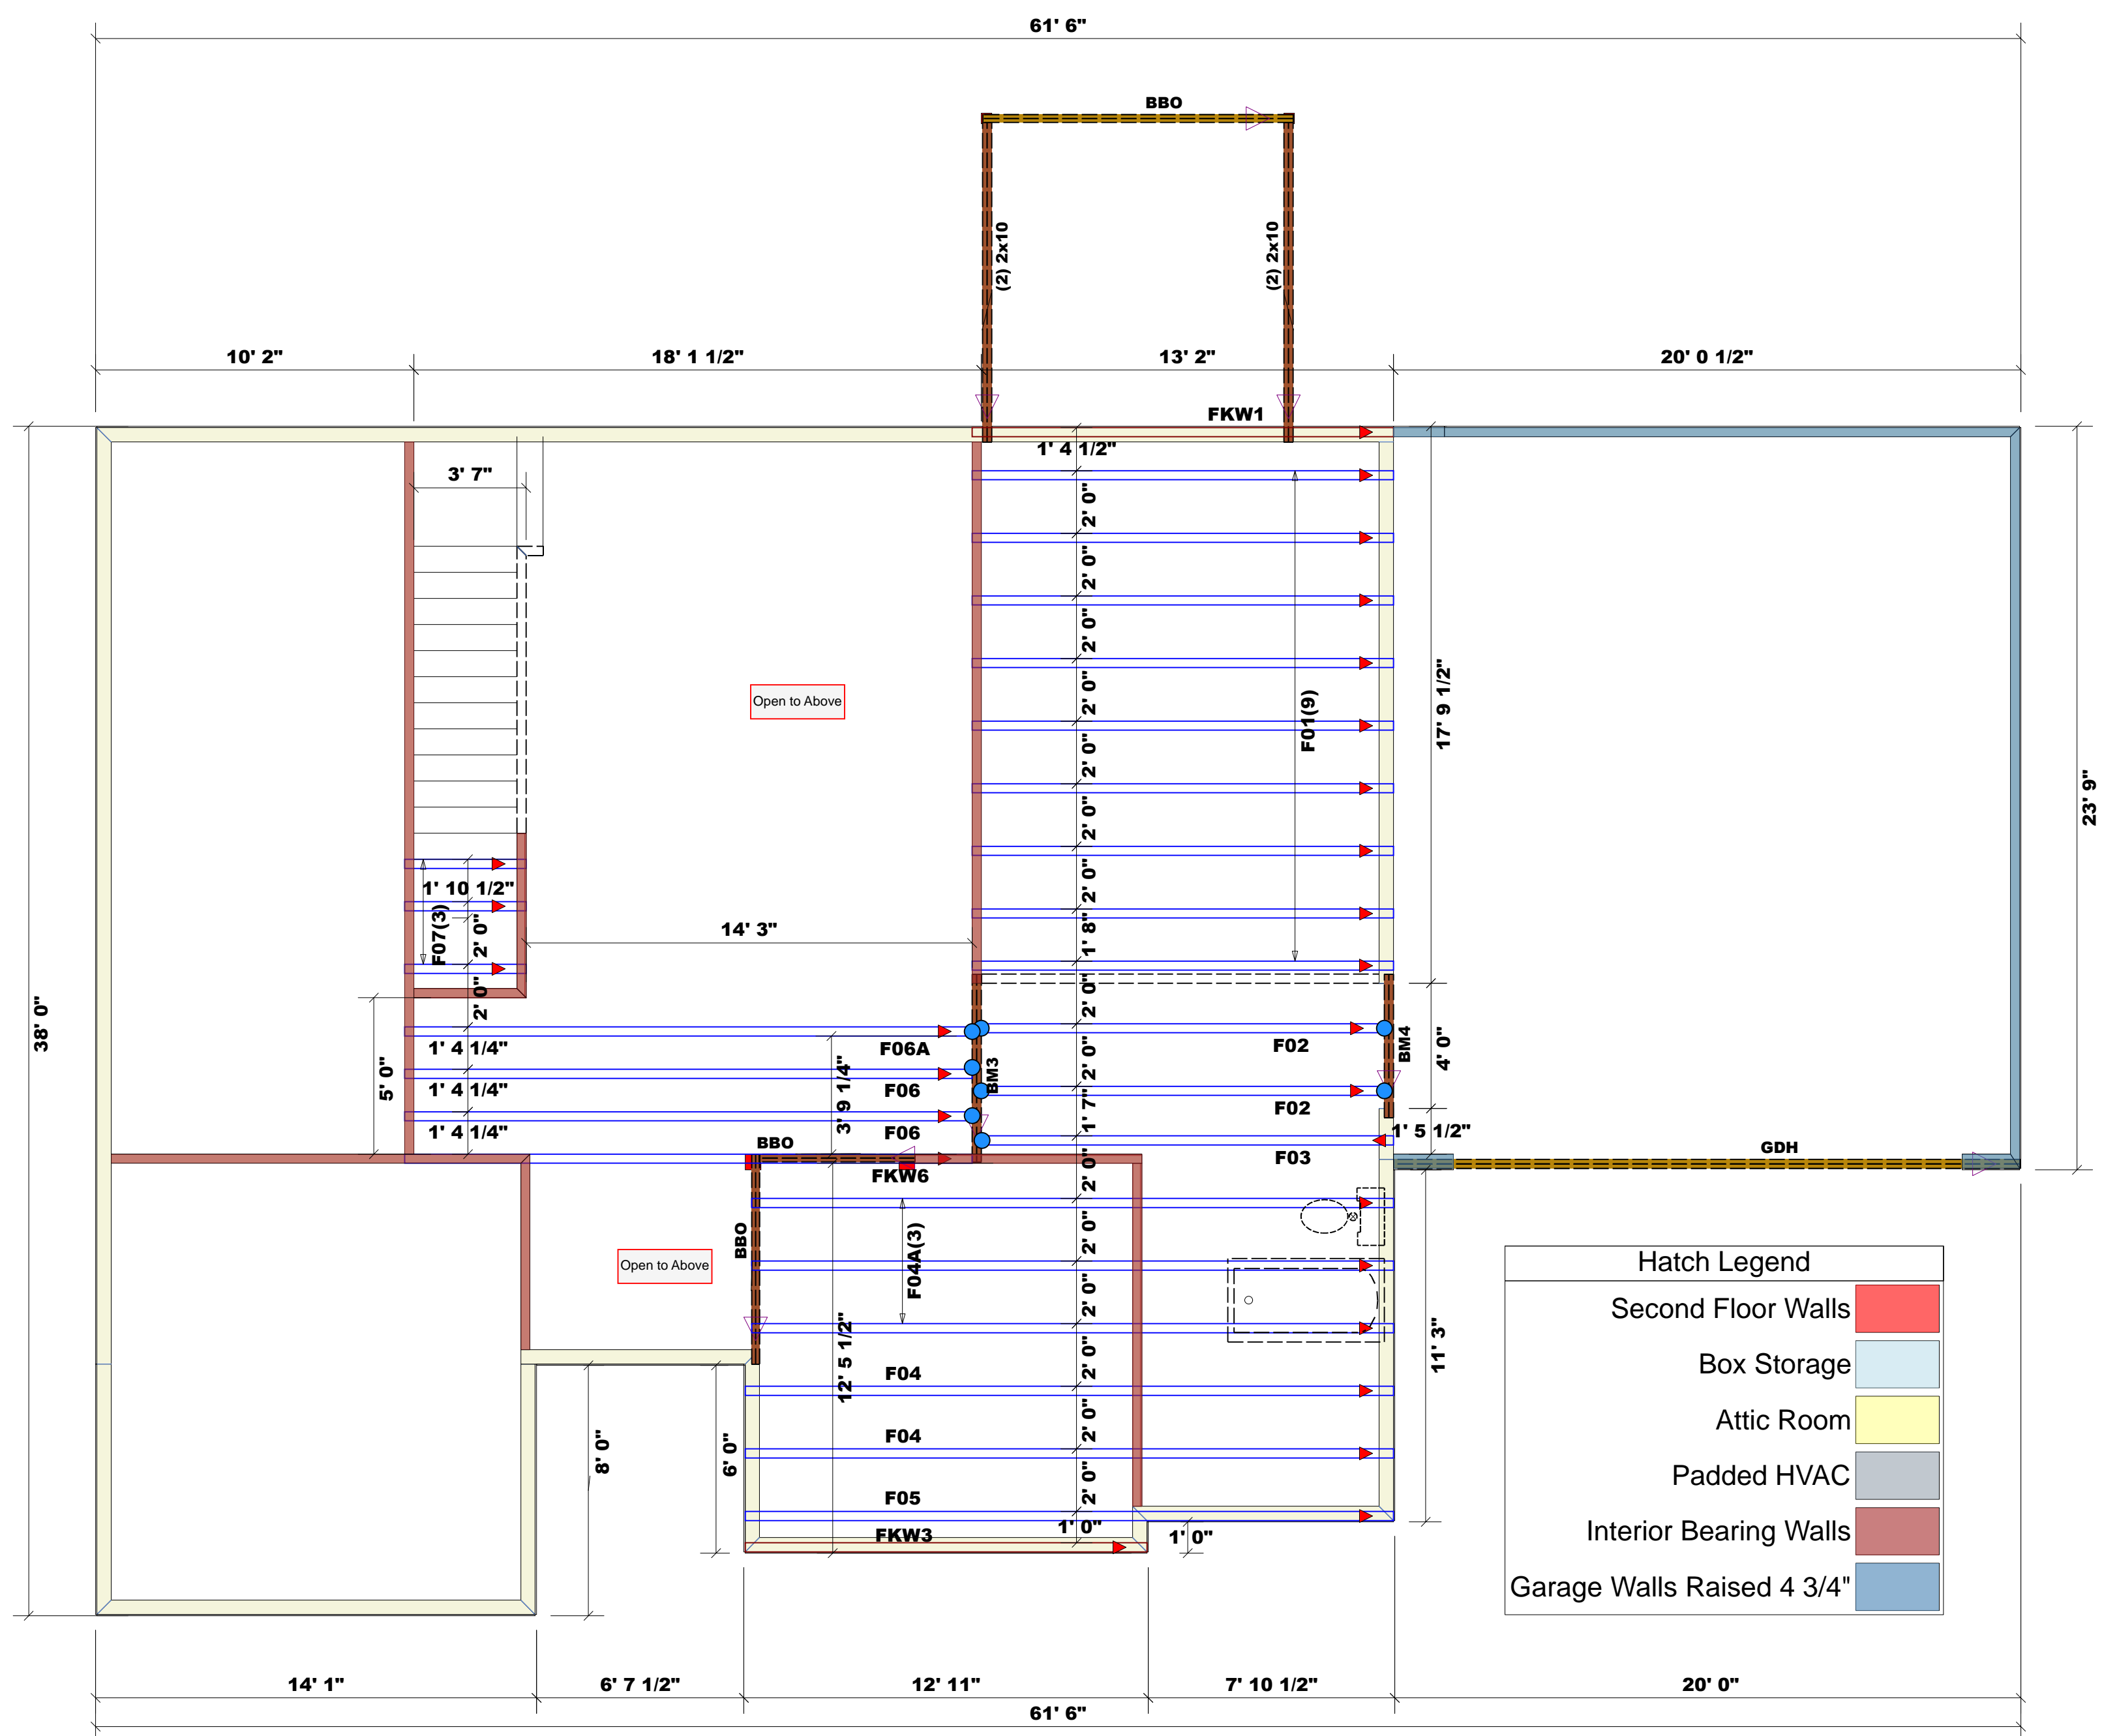 61' 6"
BBO
(2) 2x10
(2) 2x10
10' 2"
18' 1 1/2"
13' 2"
20' 0 1/2"
FKW1
1' 4 1/2"
3' 7"
2' 0"
2' 0"
2' 0"
2' 0"
2' 0"
2' 0"
2' 0"
1' 8"
2' 0"
2' 0"
1' 7"
2' 0"
2' 0"
2' 0"
2' 0"
2' 0"
2' 0"
1' 0"
F01(9)
17' 9 1/2"
23' 9"
Open to Above
1' 10 1/2"
F07(3)
2' 0"
2' 0"
14' 3"
38' 0"
5' 0"
1' 4 1/4"
1' 4 1/4"
1' 4 1/4"
F06A
F06
F06
3' 9 1/4"
BM3
F02
F02
F03
BM4
4' 0"
1' 5 1/2"
GDH
BBO
FKW6
BBO
F04A(3)
Open to Above
12' 5 1/2"
11' 3"
F04
F04
F05
FKW3
8' 0"
6' 0"
1' 0"
Hatch Legend
Second Floor Walls
Box Storage
Attic Room
Padded HVAC
Interior Bearing Walls
Garage Walls Raised 4 3/4"
14' 1"
6' 7 1/2"
12' 11"
7' 10 1/2"
20' 0"
61' 6"